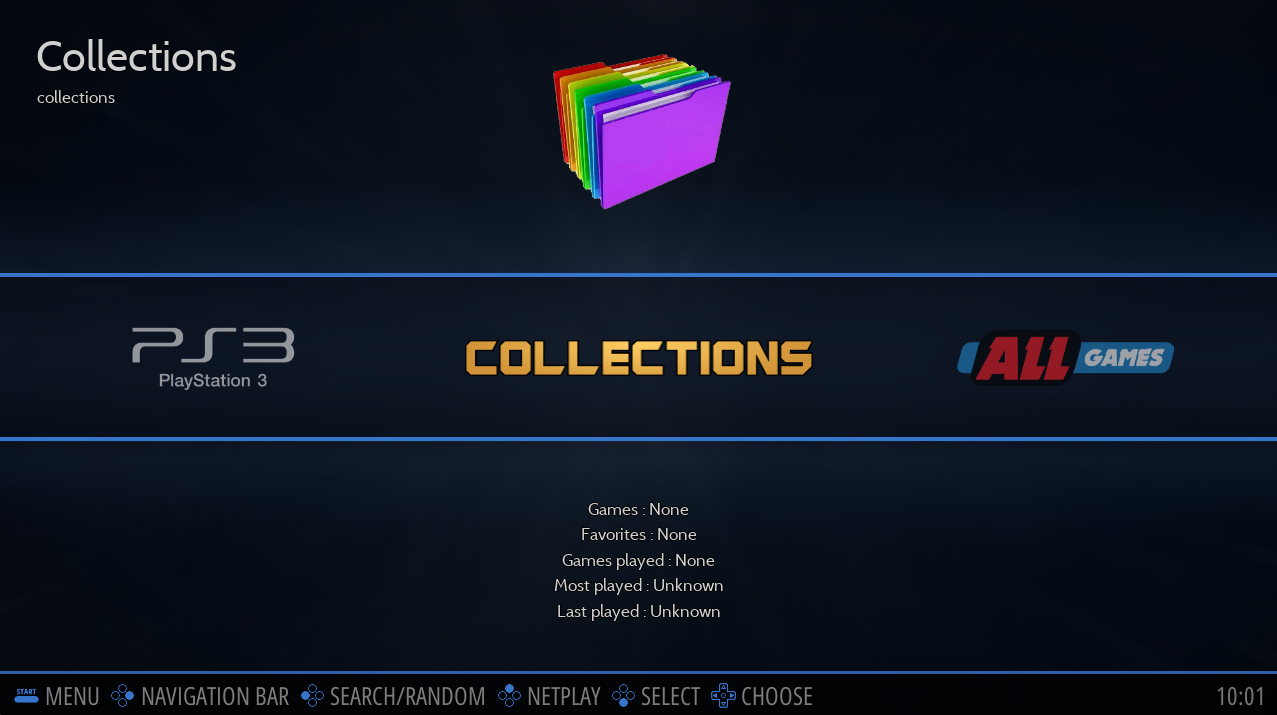 Collections
collections
PS3
PlayStation 3
COLLECTIONS
ALL GAMES
Games : None
Favorites : None
Games played : None
Most played : Unknown
Last played : Unknown
START MENU NAVIGATION BAR SEARCH/RANDOM NETPLAY SELECT CHOOSE 10:01